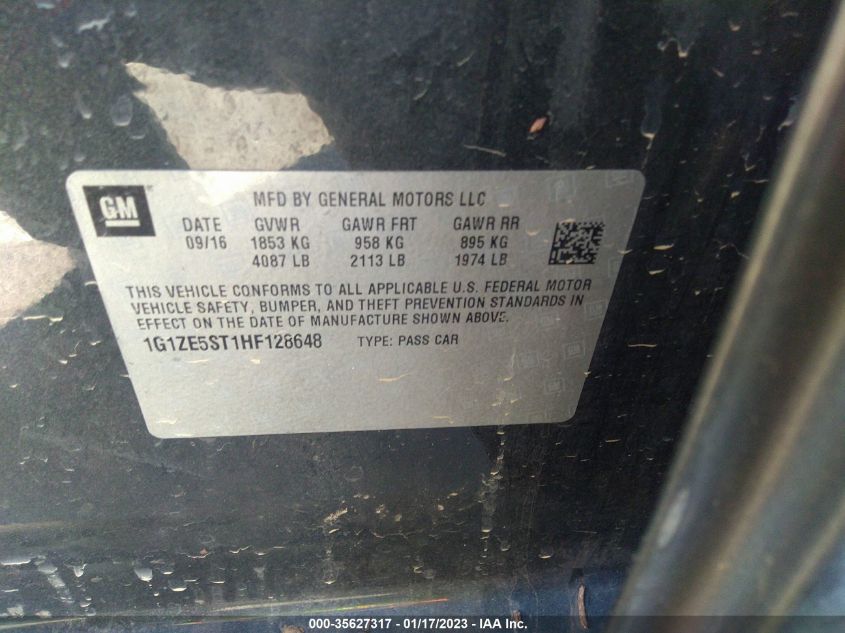 GM
MFD BY GENERAL MOTORS LLC
DATE GVWR GAWR FRT GAWR RR
09/16 1853 KG 958 KG 895 KG
4087 LB 2113 LB 1974 LB
THIS VEHICLE CONFORMS TO ALL APPLICABLE U.S. FEDERAL MOTOR
VEHICLE SAFETY, BUMPER, AND THEFT PREVENTION STANDARDS IN
EFFECT ON THE DATE OF MANUFACTURE SHOWN ABOVE.
1G1ZE5ST1HF128648 TYPE: PASS CAR
000-35627317 - 01/17/2023 - IAA Inc.